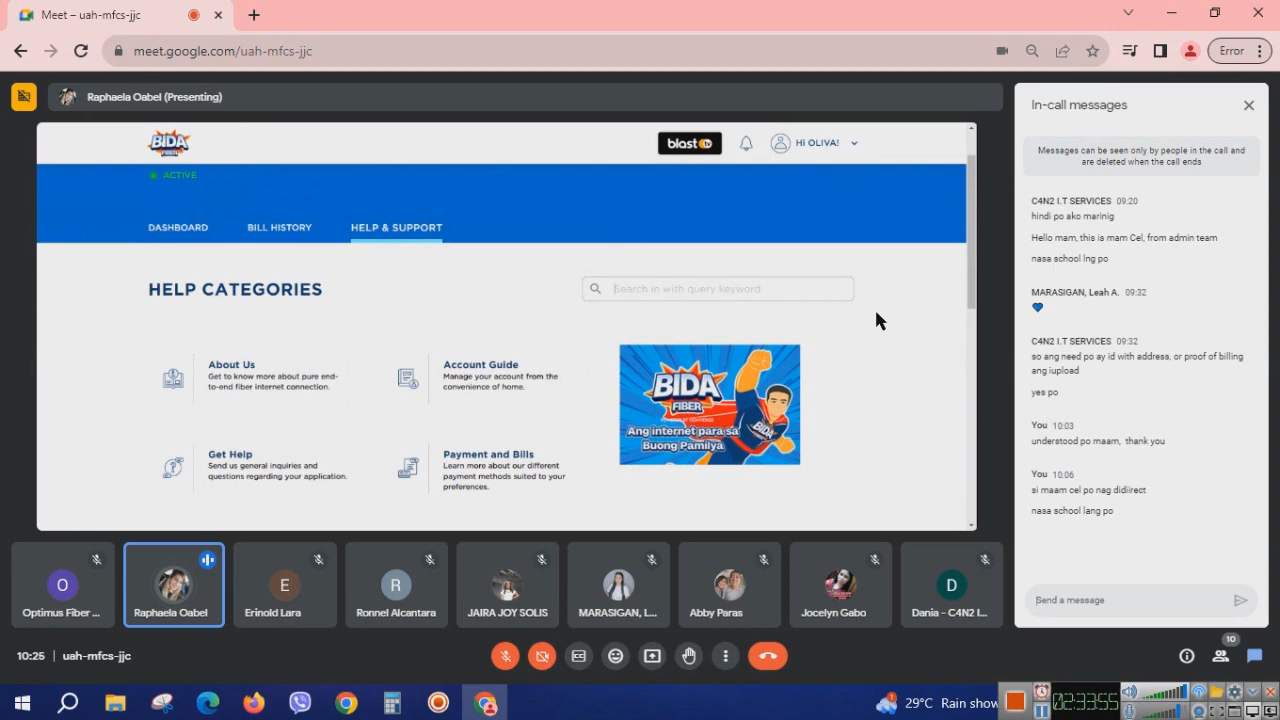 Meet – uah-mfcs-jjc
meet.google.com/uah-mfcs-jjc
Error
Raphaela Oabel (Presenting)
BIDA
FIBER
blast tv
HI OLIVA!
ACTIVE
DASHBOARD
BILL HISTORY
HELP & SUPPORT
HELP CATEGORIES
Search in with query keyword
About Us
Get to know more about pure end-
to-end fiber internet connection.
Account Guide
Manage your account from the
convenience of home.
Get Help
Send us general inquiries and
questions regarding your application.
Payment and Bills
Learn more about our different
payment methods suited to your
preferences.
BIDA
FIBER
Ang internet para sa
Buong Pamilya
In-call messages
Messages can be seen only by people in the call and
are deleted when the call ends
C4N2 I.T SERVICES 09:20
hindi po ako marinig
Hello mam, this is mam Cel, from admin team
nasa school lng po
MARASIGAN, Leah A. 09:32
C4N2 I.T SERVICES 09:32
so ang need po ay id with address, or proof of billing
ang iupload
yes po
You 10:03
understood po maam, thank you
You 10:06
si maam cel po nag didiirect
nasa school lang po
Send a message
O
Optimus Fiber ...
Raphaela Oabel
E
Erinold Lara
R
Romnel Alcantara
JAIRA JOY SOLIS
MARASIGAN, L...
Abby Paras
Jocelyn Gabo
D
Dania - C4N2 I...
10:25 | uah-mfcs-jjc
10
1
29°C Rain show
02:33:55